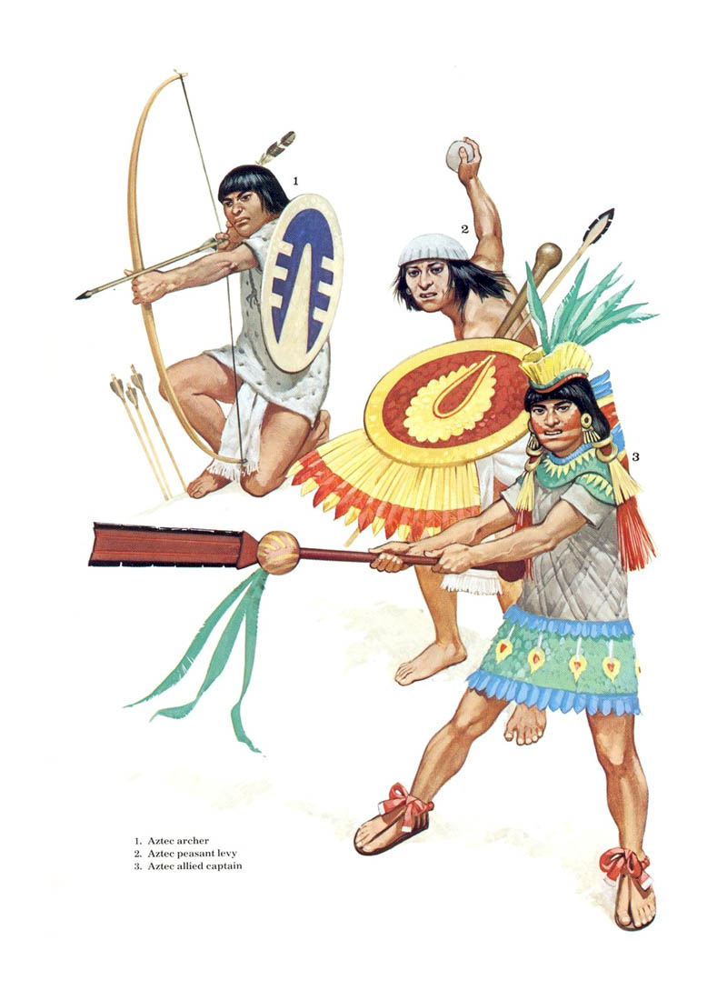 1
2
3
1. Aztec archer
2. Aztec peasant levy
3. Aztec allied captain